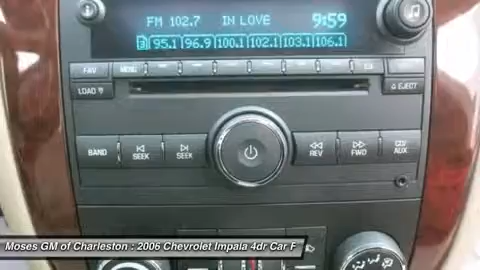 FM 102.7 IN LOVE 9:59
3 95.1 96.9 100.1 102.1 103.1 106.1
FAV MENU
LOAD EJECT
BAND SEEK SEEK REV FWD CD/AUX
Moses GM of Charleston : 2006 Chevrolet Impala 4dr Car F